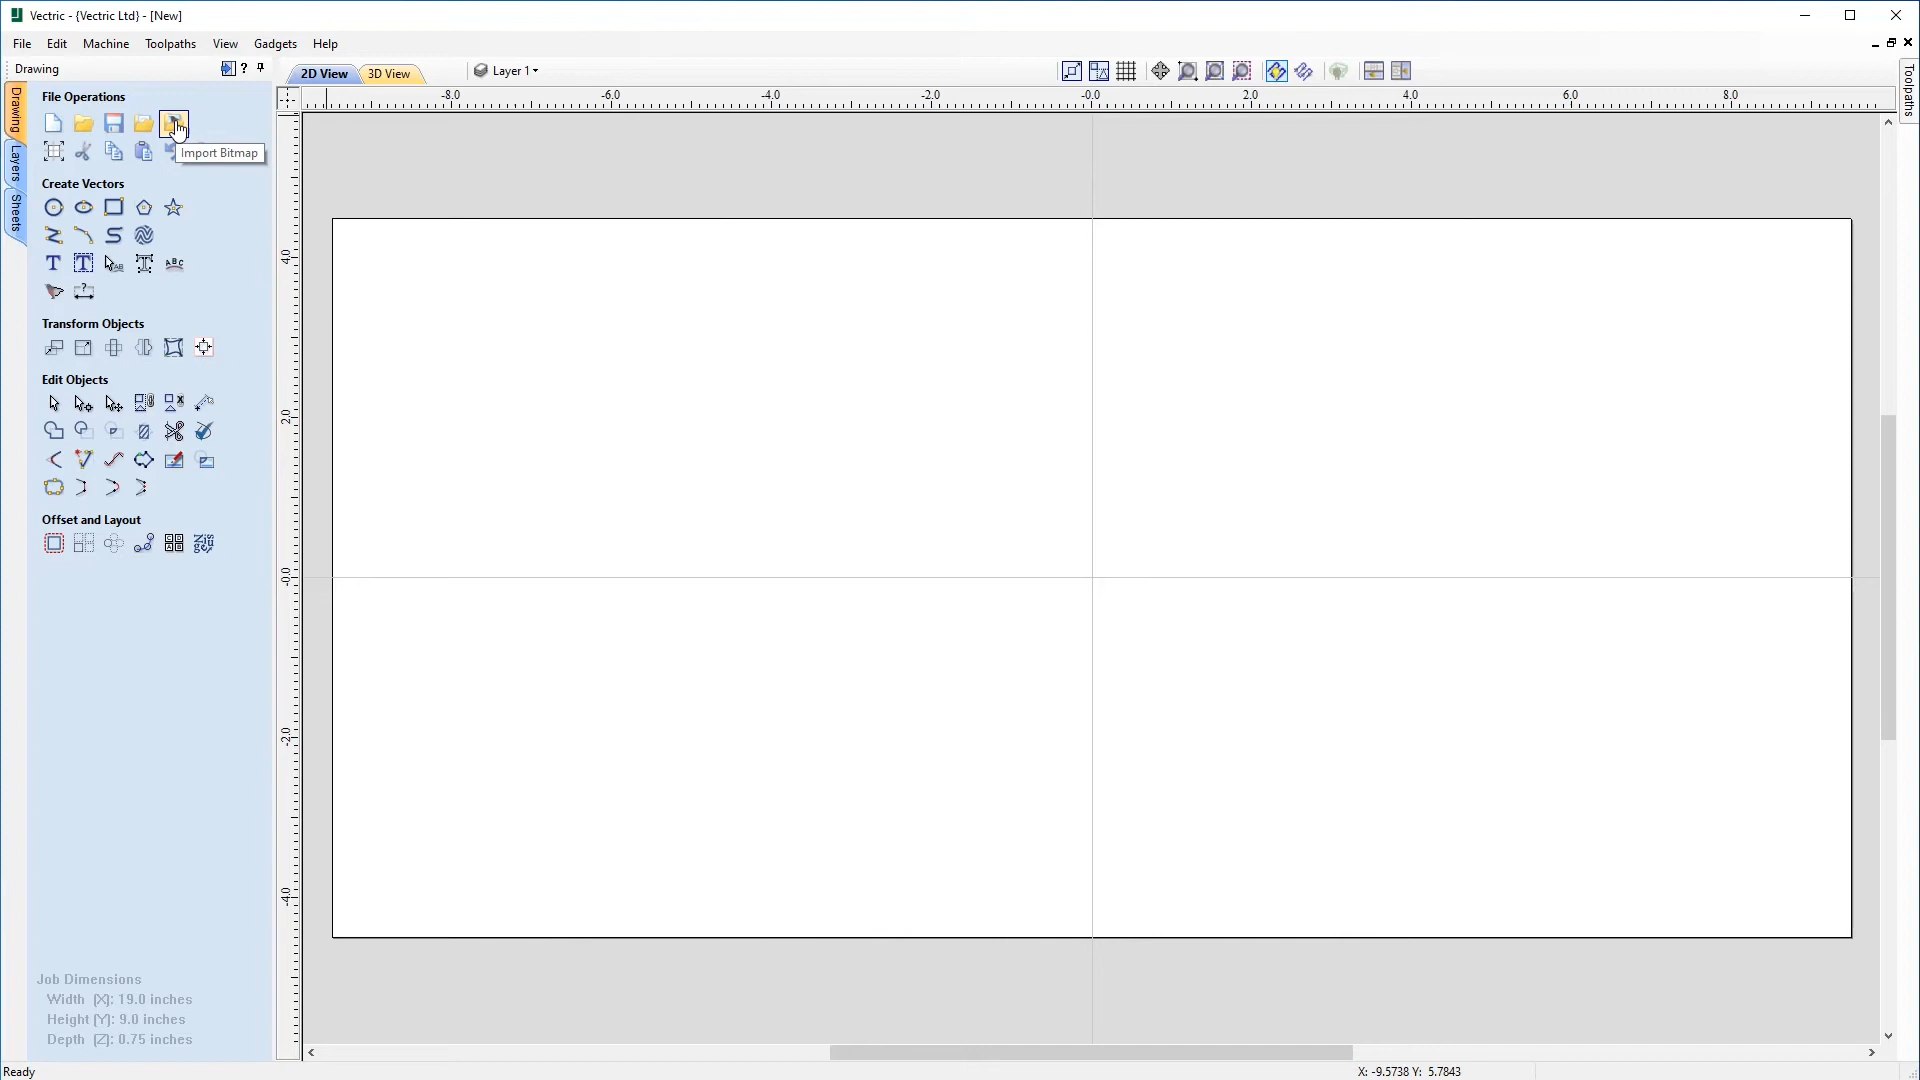 Vectric - {Vectric Ltd} - [New]
File Edit Machine Toolpaths View Gadgets Help
Drawing ?
2D View 3D View Layer 1
Toolpaths
Drawing
Layers
Sheets
File Operations
Import Bitmap
Create Vectors
Transform Objects
Edit Objects
Offset and Layout
-8.0 -6.0 -4.0 -2.0 -0.0 2.0 4.0 6.0 8.0
4.0
2.0
-0.0
-2.0
-4.0
Job Dimensions
Width (X): 19.0 inches
Height (Y): 9.0 inches
Depth (Z): 0.75 inches
Ready
X: -9.5738 Y: 5.7843